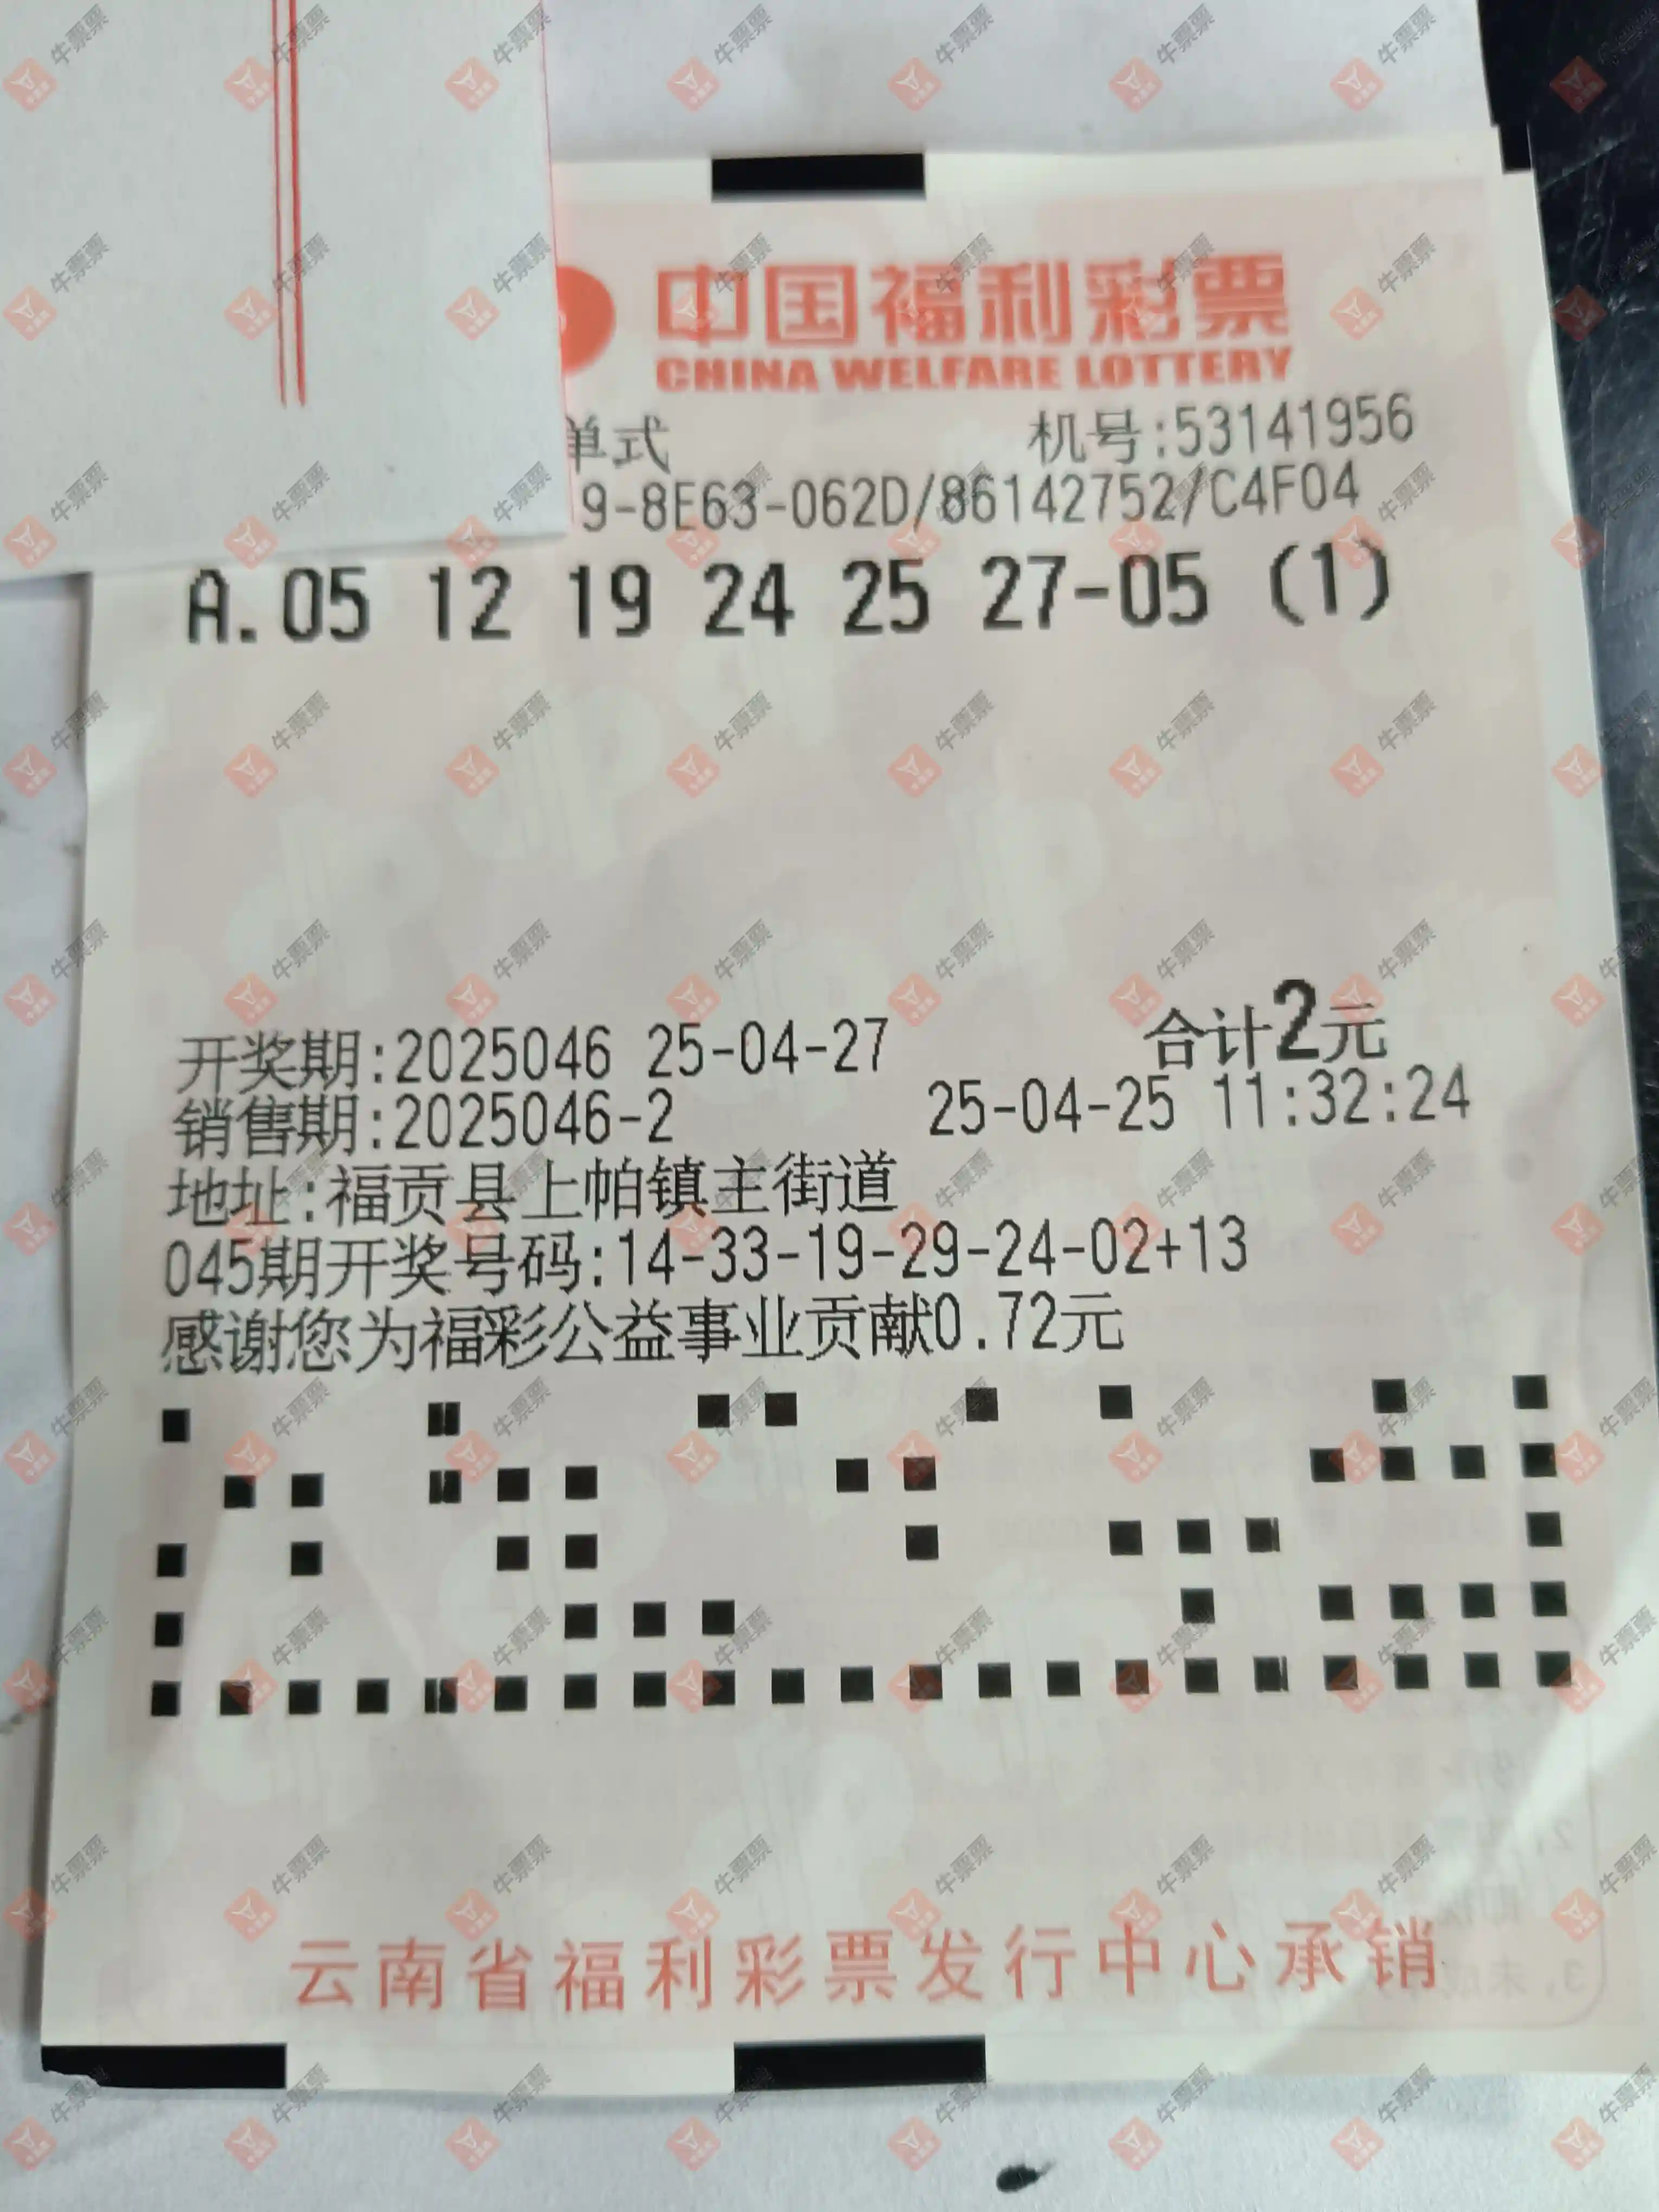 中国福利彩票
CHINA WELFARE LOTTERY
单式 机号:53141956
9-8E63-062D/86142752/C4F04
A.05 12 19 24 25 27-05 (1)
开奖期:2025046 25-04-27 合计2元
销售期:2025046-2 25-04-25 11:32:24
地址:福贡县上帕镇主街道
045期开奖号码:14-33-19-29-24-02+13
感谢您为福彩公益事业贡献0.72元
云南省福利彩票发行中心承销
牛票票